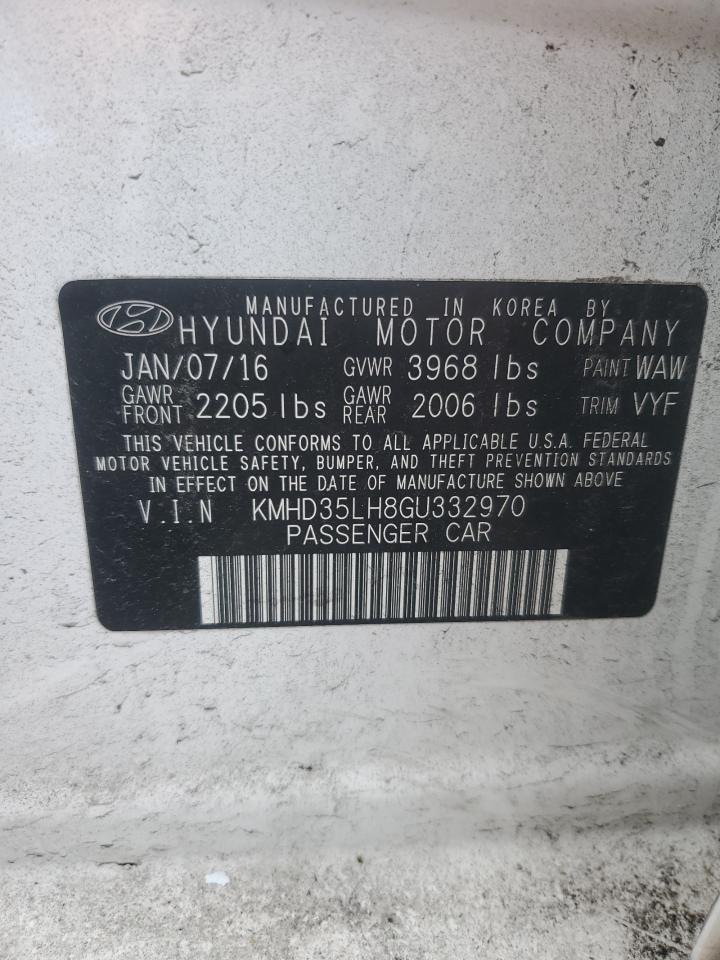 MANUFACTURED IN KOREA BY
HYUNDAI MOTOR COMPANY
JAN/07/16 GVWR 3968 lbs PAINT WAW
GAWR FRONT 2205 lbs GAWR REAR 2006 lbs TRIM VYF
THIS VEHICLE CONFORMS TO ALL APPLICABLE U.S.A. FEDERAL
MOTOR VEHICLE SAFETY, BUMPER, AND THEFT PREVENTION STANDARDS
IN EFFECT ON THE DATE OF MANUFACTURE SHOWN ABOVE
V.I.N KMHD35LH8GU332970
PASSENGER CAR